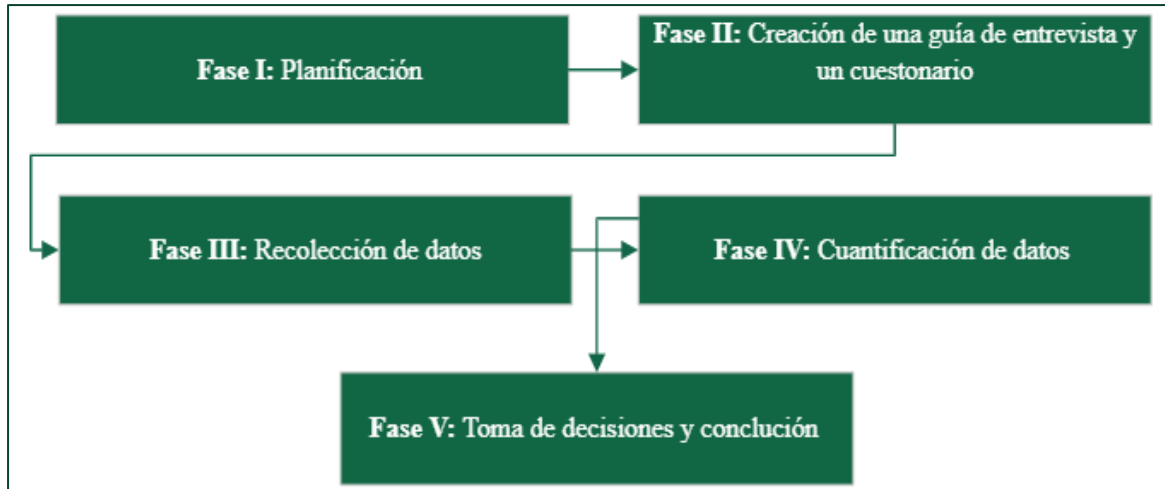 Fase I: Planificación
Fase II: Creación de una guía de entrevista y
un cuestonario
Fase III: Recolección de datos
Fase IV: Cuantificación de datos
Fase V: Toma de decisiones y conclución